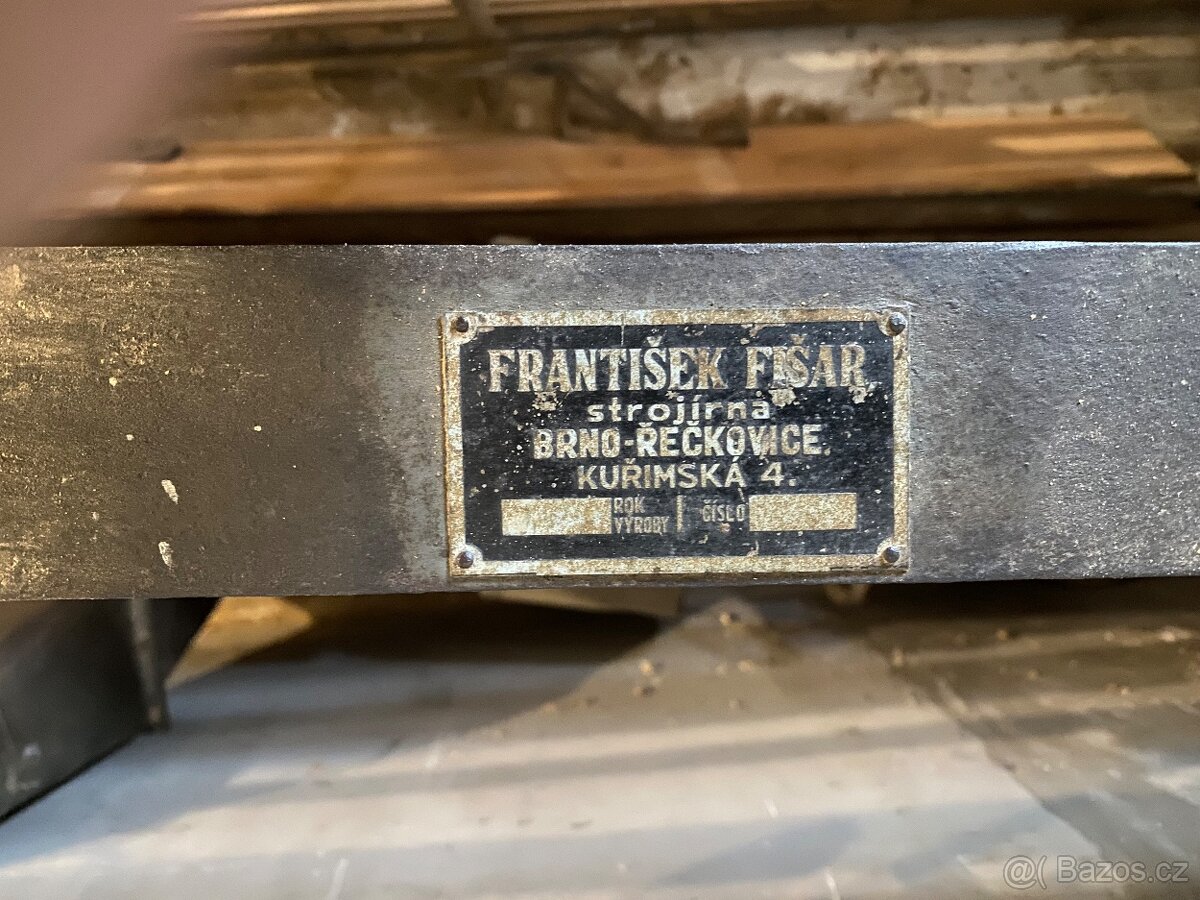 FRANTIŠEK FIŠAR,
strojírna
BRNO-ŘEČKOVICE.
KUŘIMSKÁ 4.
ROK VÝROBY
ČÍSLO
@( Bazos.cz